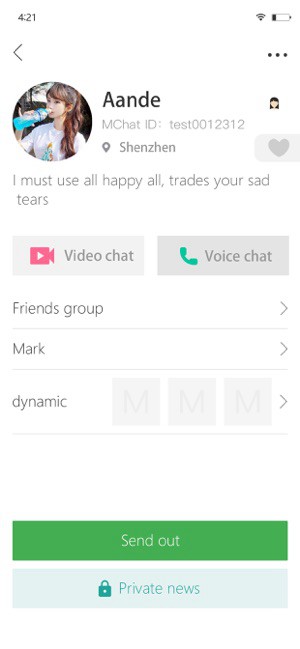 4:21
Aande
MChat ID： test0012312
Shenzhen
I must use all happy all, trades your sad
tears
Video chat
Voice chat
Friends group
Mark
dynamic
M M M
Send out
Private news